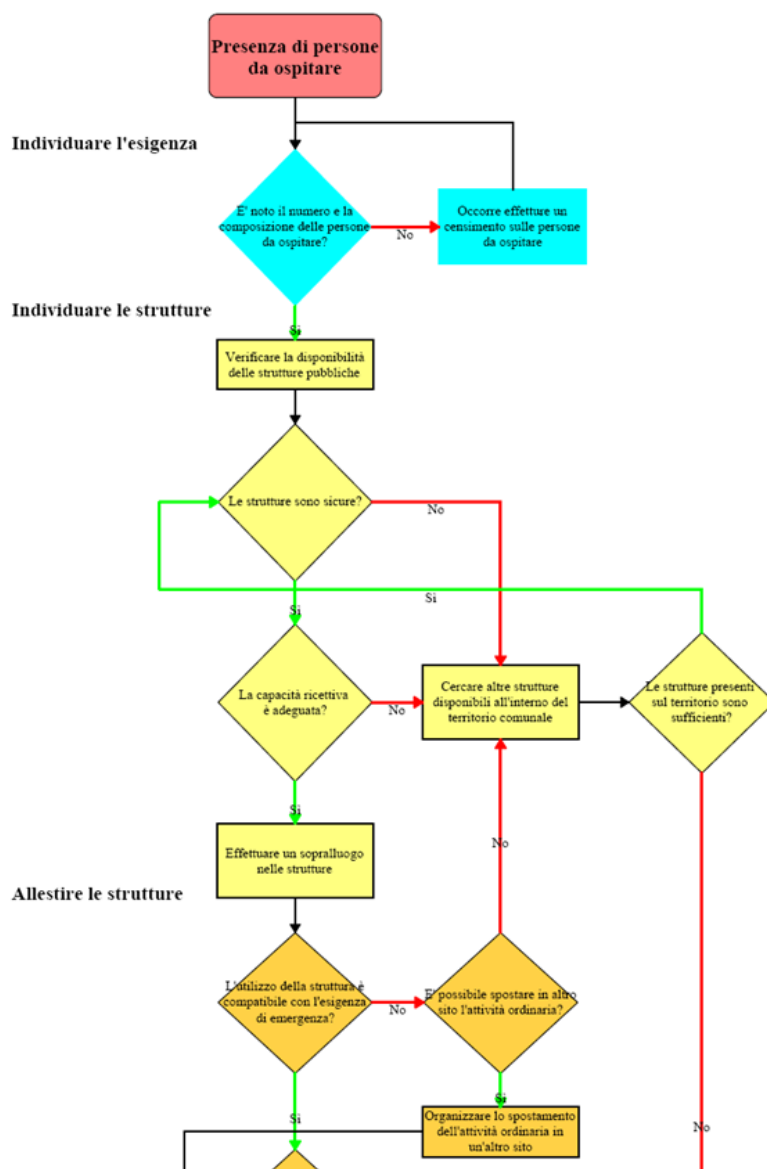 Presenza di persone
da ospitare
Individuare l'esigenza
E' noto il numero e la
composizione delle persone
da ospitare?
No
Occorre effetture un
censimento sulle persone
da ospitare
Individuare le strutture
Si
Verificare la disponibilità
delle strutture pubbliche
Le strutture sono sicure?
No
Si
Si
La capacità ricettiva
è adeguata?
No
Cercare altre strutture
disponibili all'interno del
territorio comunale
Le strutture presenti
sul territorio sono
sufficienti?
Si
Effettuare un sopralluogo
nelle strutture
No
Allestire le strutture
L'utilizzo della struttura è
compatibile con l'esigenza
di emergenza?
No
E' possibile spostare in altro
sito l'attività ordinaria?
Si
Si
Organizzare lo spostamento
dell'attività ordinaria in
un'altro sito
No